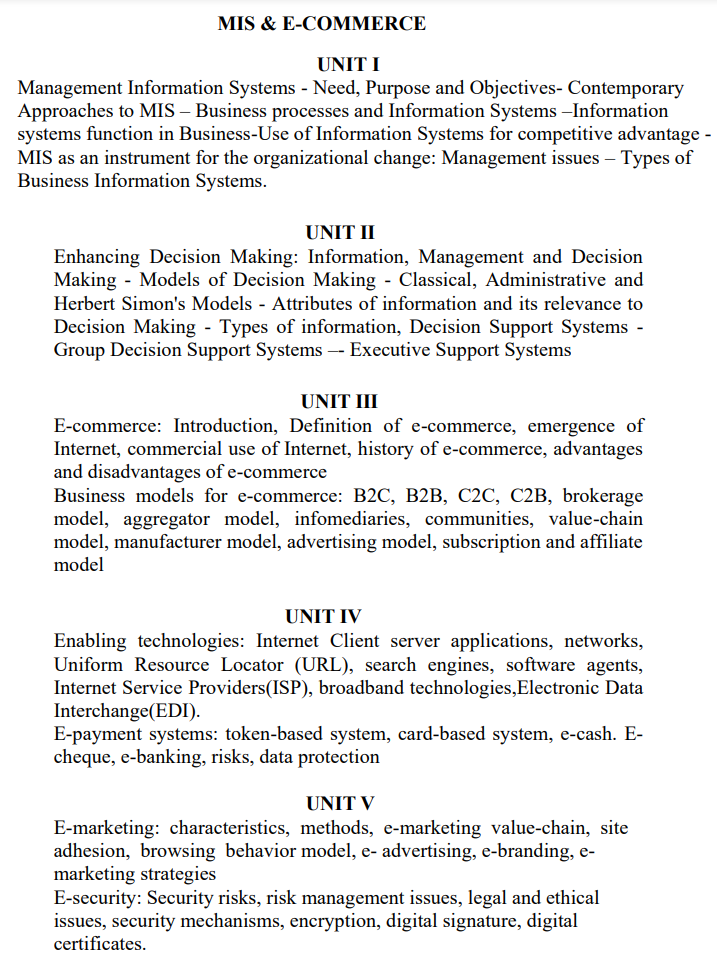 MIS & E-COMMERCE
UNIT I
Management Information Systems - Need, Purpose and Objectives- Contemporary
Approaches to MIS – Business processes and Information Systems –Information
systems function in Business-Use of Information Systems for competitive advantage -
MIS as an instrument for the organizational change: Management issues – Types of
Business Information Systems.
UNIT II
Enhancing Decision Making: Information, Management and Decision
Making - Models of Decision Making - Classical, Administrative and
Herbert Simon's Models - Attributes of information and its relevance to
Decision Making - Types of information, Decision Support Systems -
Group Decision Support Systems –- Executive Support Systems
UNIT III
E-commerce: Introduction, Definition of e-commerce, emergence of
Internet, commercial use of Internet, history of e-commerce, advantages
and disadvantages of e-commerce
Business models for e-commerce: B2C, B2B, C2C, C2B, brokerage
model, aggregator model, infomediaries, communities, value-chain
model, manufacturer model, advertising model, subscription and affiliate
model
UNIT IV
Enabling technologies: Internet Client server applications, networks,
Uniform Resource Locator (URL), search engines, software agents,
Internet Service Providers(ISP), broadband technologies,Electronic Data
Interchange(EDI).
E-payment systems: token-based system, card-based system, e-cash. E-
cheque, e-banking, risks, data protection
UNIT V
E-marketing: characteristics, methods, e-marketing value-chain, site
adhesion, browsing behavior model, e- advertising, e-branding, e-
marketing strategies
E-security: Security risks, risk management issues, legal and ethical
issues, security mechanisms, encryption, digital signature, digital
certificates.